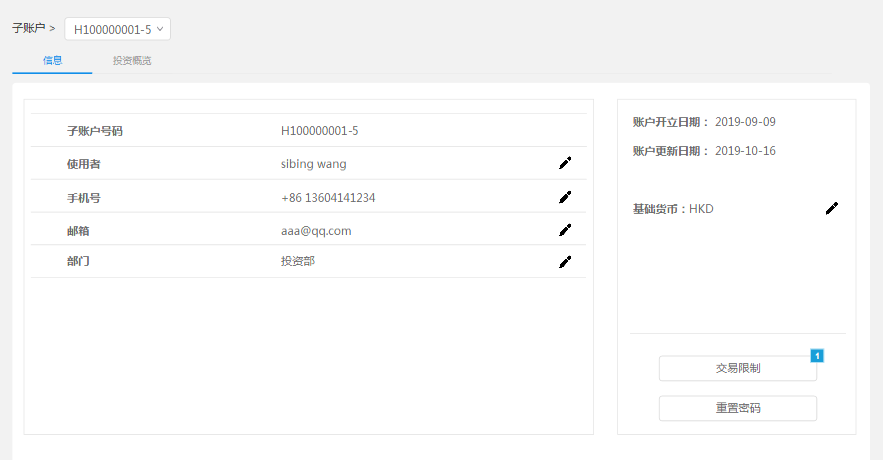 子账户 > H100000001-5
信息 投资概览
子账户号码 H100000001-5
使用者 sibing wang
手机号 +86 13604141234
邮箱 aaa@qq.com
部门 投资部
账户开立日期： 2019-09-09
账户更新日期： 2019-10-16
基础货币：HKD
1
交易限制
重置密码